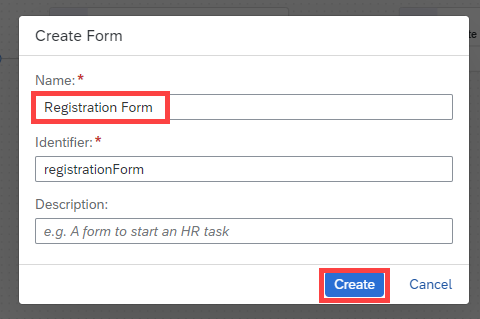 Create Form
Name:*
Registration Form
Identifier:*
registrationForm
Description:
e.g. A form to start an HR task
Create Cancel